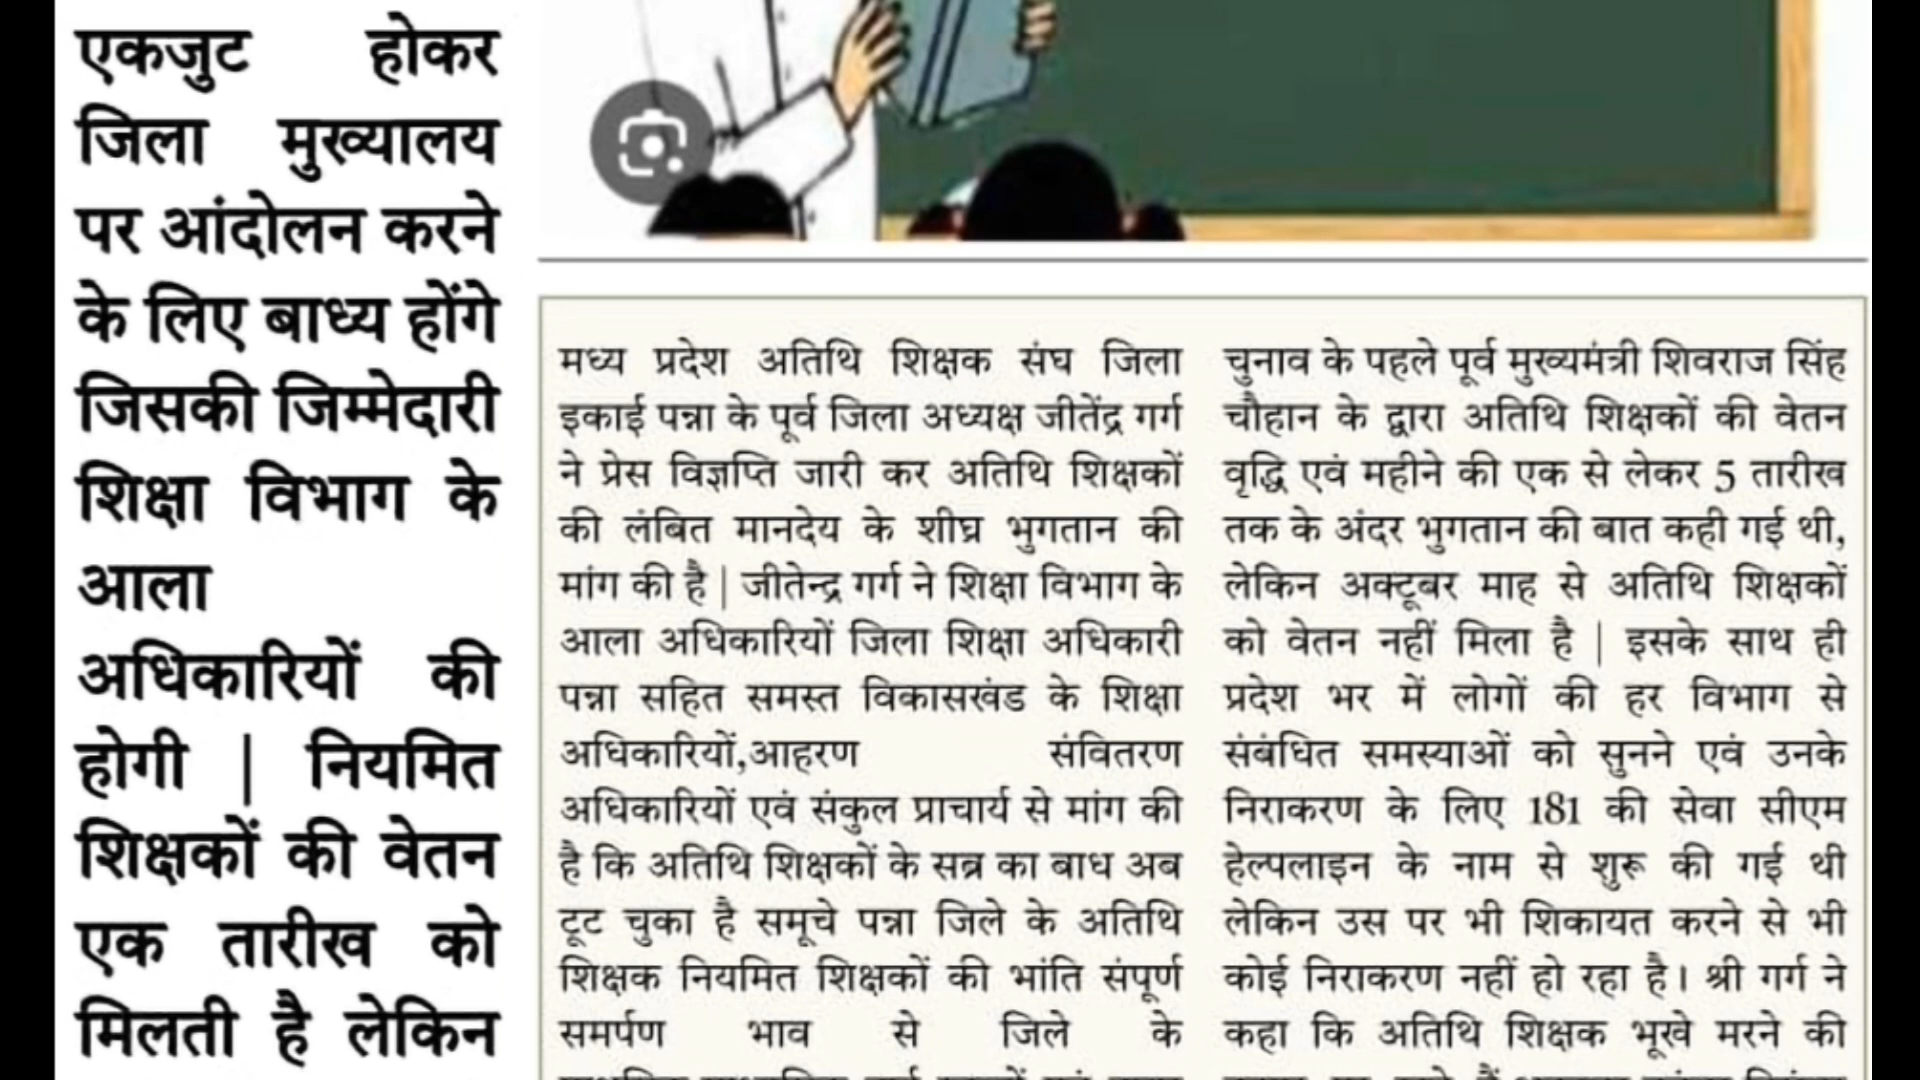 एकजुट होकर
जिला मुख्यालय
पर आंदोलन करने
के लिए बाध्य होंगे
जिसकी जिम्मेदारी
शिक्षा विभाग के
आला
अधिकारियों की
होगी | नियमित
शिक्षकों की वेतन
एक तारीख को
मिलती है लेकिन
मध्य प्रदेश अतिथि शिक्षक संघ जिला
इकाई पन्ना के पूर्व जिला अध्यक्ष जीतेंद्र गर्ग
ने प्रेस विज्ञप्ति जारी कर अतिथि शिक्षकों
की लंबित मानदेय के शीघ्र भुगतान की
मांग की है | जीतेन्द्र गर्ग ने शिक्षा विभाग के
आला अधिकारियों जिला शिक्षा अधिकारी
पन्ना सहित समस्त विकासखंड के शिक्षा
अधिकारियों,आहरण संवितरण
अधिकारियों एवं संकुल प्राचार्य से मांग की
है कि अतिथि शिक्षकों के सब्र का बाध अब
टूट चुका है समूचे पन्ना जिले के अतिथि
शिक्षक नियमित शिक्षकों की भांति संपूर्ण
समर्पण भाव से जिले के
चुनाव के पहले पूर्व मुख्यमंत्री शिवराज सिंह
चौहान के द्वारा अतिथि शिक्षकों की वेतन
वृद्धि एवं महीने की एक से लेकर 5 तारीख
तक के अंदर भुगतान की बात कही गई थी,
लेकिन अक्टूबर माह से अतिथि शिक्षकों
को वेतन नहीं मिला है | इसके साथ ही
प्रदेश भर में लोगों की हर विभाग से
संबंधित समस्याओं को सुनने एवं उनके
निराकरण के लिए 181 की सेवा सीएम
हेल्पलाइन के नाम से शुरू की गई थी
लेकिन उस पर भी शिकायत करने से भी
कोई निराकरण नहीं हो रहा है। श्री गर्ग ने
कहा कि अतिथि शिक्षक भूखे मरने की